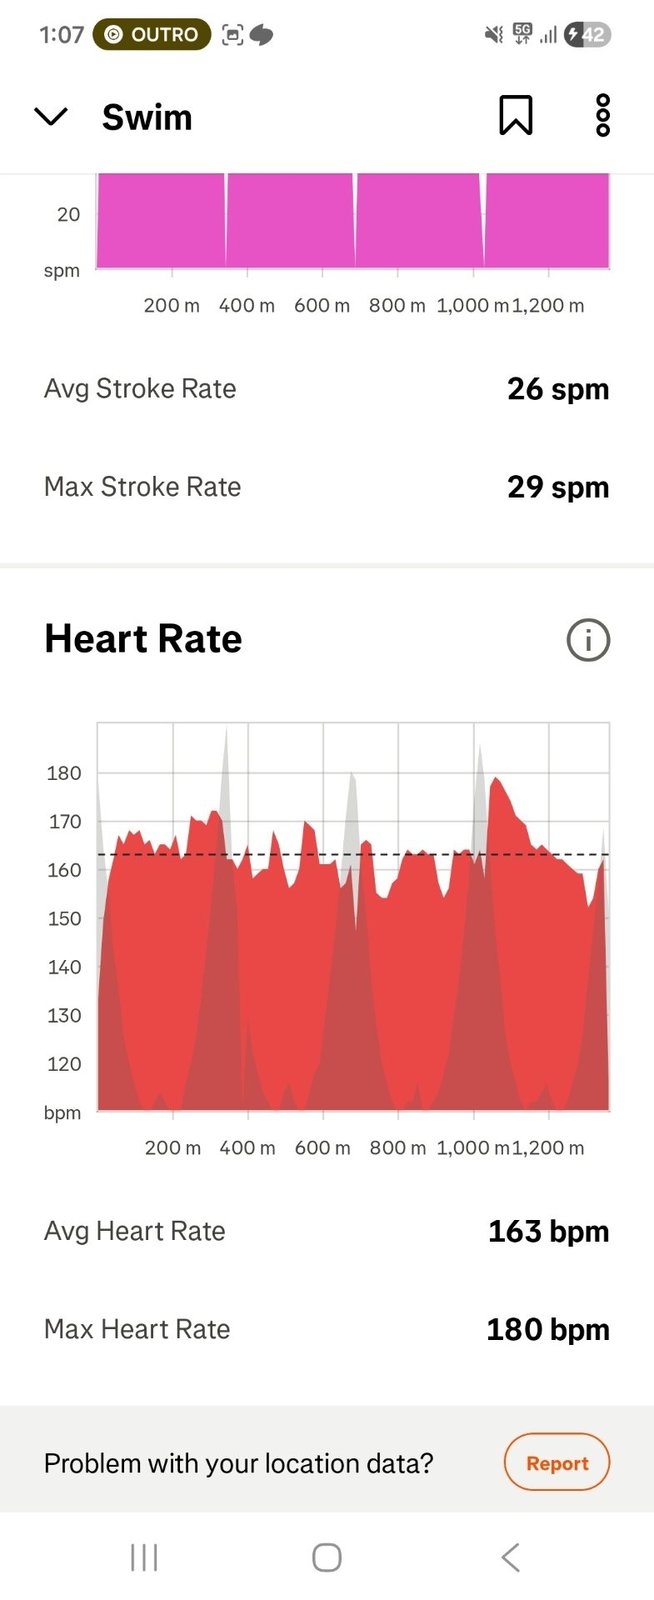 1:07 OUTRO 5G 42
Swim
20
spm
200 m 400 m 600 m 800 m 1,000 m 1,200 m
Avg Stroke Rate 26 spm
Max Stroke Rate 29 spm
Heart Rate
180
170
160
150
140
130
120
bpm
200 m 400 m 600 m 800 m 1,000 m 1,200 m
Avg Heart Rate 163 bpm
Max Heart Rate 180 bpm
Problem with your location data? Report